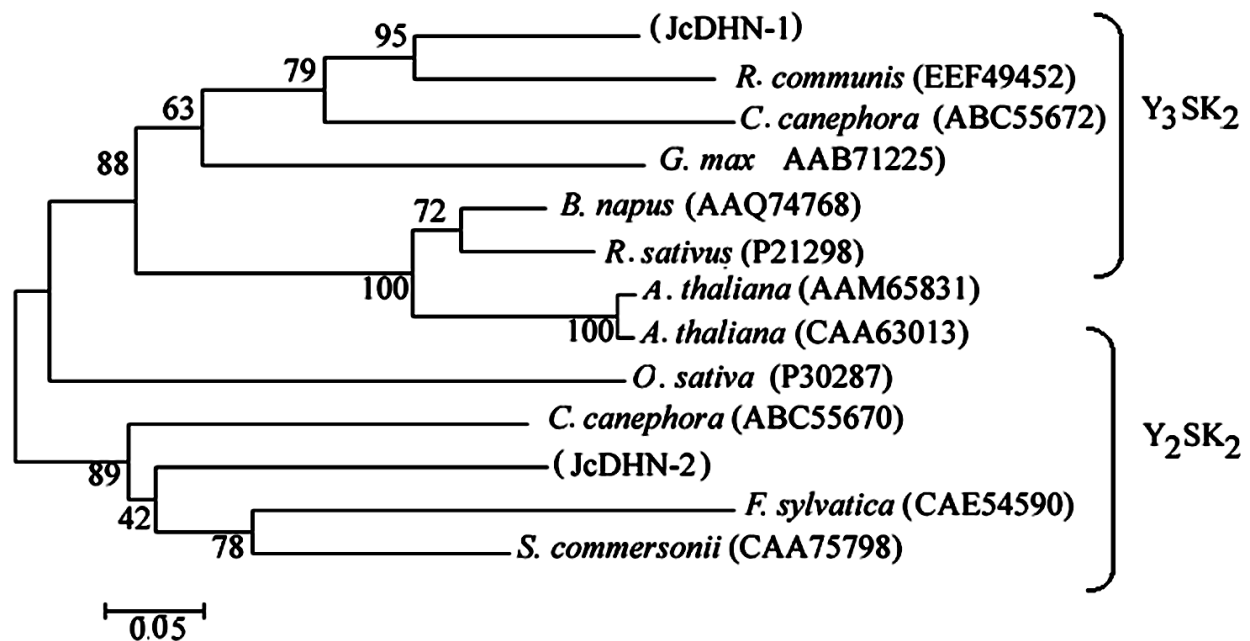 95 (JcDHN-1)
79 R. communis (EEF49452)
63 C. canephora (ABC55672)
Y3SK2
88 G. max AAB71225)
72 B. napus (AAQ74768)
R. sativus (P21298)
100 A. thaliana (AAM65831)
100 A. thaliana (CAA63013)
O. sativa (P30287)
C. canephora (ABC55670)
Y2SK2
89 (JcDHN-2)
42 F. sylvatica (CAE54590)
78 S. commersonii (CAA75798)
0.05